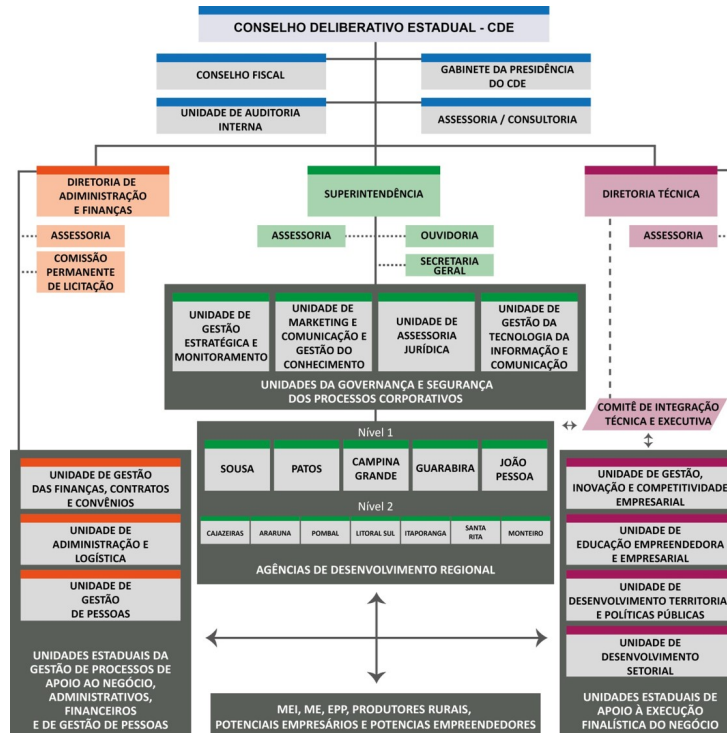 CONSELHO DELIBERATIVO ESTADUAL - CDE
CONSELHO FISCAL
GABINETE DA PRESIDÊNCIA
DO CDE
UNIDADE DE AUDITORIA
INTERNA
ASSESSORIA / CONSULTORIA
DIRETORIA DE
ADIMINISTRAÇÃO
E FINANÇAS
SUPERINTENDÊNCIA
DIRETORIA TÉCNICA
ASSESSORIA
COMISSÃO
PERMANENTE
DE LICITAÇÃO
ASSESSORIA
OUVIDORIA
SECRETARIA
GERAL
ASSESSORIA
UNIDADE DE
GESTÃO
ESTRATÉGICA E
MONITORAMENTO
UNIDADE DE
MARKETING E
COMUNICAÇÃO E
GESTÃO DO
CONHECIMENTO
UNIDADE DE
ASSESSORIA
JURÍDICA
UNIDADE DE
GESTÃO DA
TECNOLOGIA DA
INFORMAÇÃO E
COMUNICAÇÃO
UNIDADES DA GOVERNANÇA E SEGURANÇA
DOS PROCESSOS CORPORATIVOS
COMITÊ DE INTEGRAÇÃO
TÉCNICA E EXECUTIVA
Nível 1
SOUSA
PATOS
CAMPINA
GRANDE
GUARABIRA
JOÃO
PESSOA
Nível 2
CAJAZEIRAS
ARARUNA
POMBAL
LITORAL SUL
ITAPORANGA
SANTA
RITA
MONTEIRO
AGÊNCIAS DE DESENVOLVIMENTO REGIONAL
UNIDADE DE GESTÃO
DAS FINANÇAS, CONTRATOS
E CONVÊNIOS
UNIDADE DE
ADIMINISTRAÇÃO E
LOGÍSTICA
UNIDADE DE
GESTÃO
DE PESSOAS
UNIDADES ESTADUAIS DA
GESTÃO DE PROCESSOS DE
APOIO AO NEGÓCIO,
ADMINISTRATIVOS,
FINANCEIROS
E DE GESTÃO DE PESSOAS
UNIDADE DE GESTÃO,
INOVAÇÃO E COMPETITIVIDADE
EMPRESARIAL
UNIDADE DE
EDUCAÇÃO EMPREENDEDORA
E EMPRESARIAL
UNIDADE DE
DESENVOLVIMENTO TERRITORIA
E POLÍTICAS PÚBLICAS
UNIDADE DE
DESENVOLVIMENTO
SETORIAL
UNIDADES ESTADUAIS DE
APOIO À EXECUÇÃO
FINALÍSTICA DO NEGÓCIO
MEI, ME, EPP, PRODUTORES RURAIS,
POTENCIAIS EMPRESÁRIOS E POTENCIAS EMPREENDEDORES